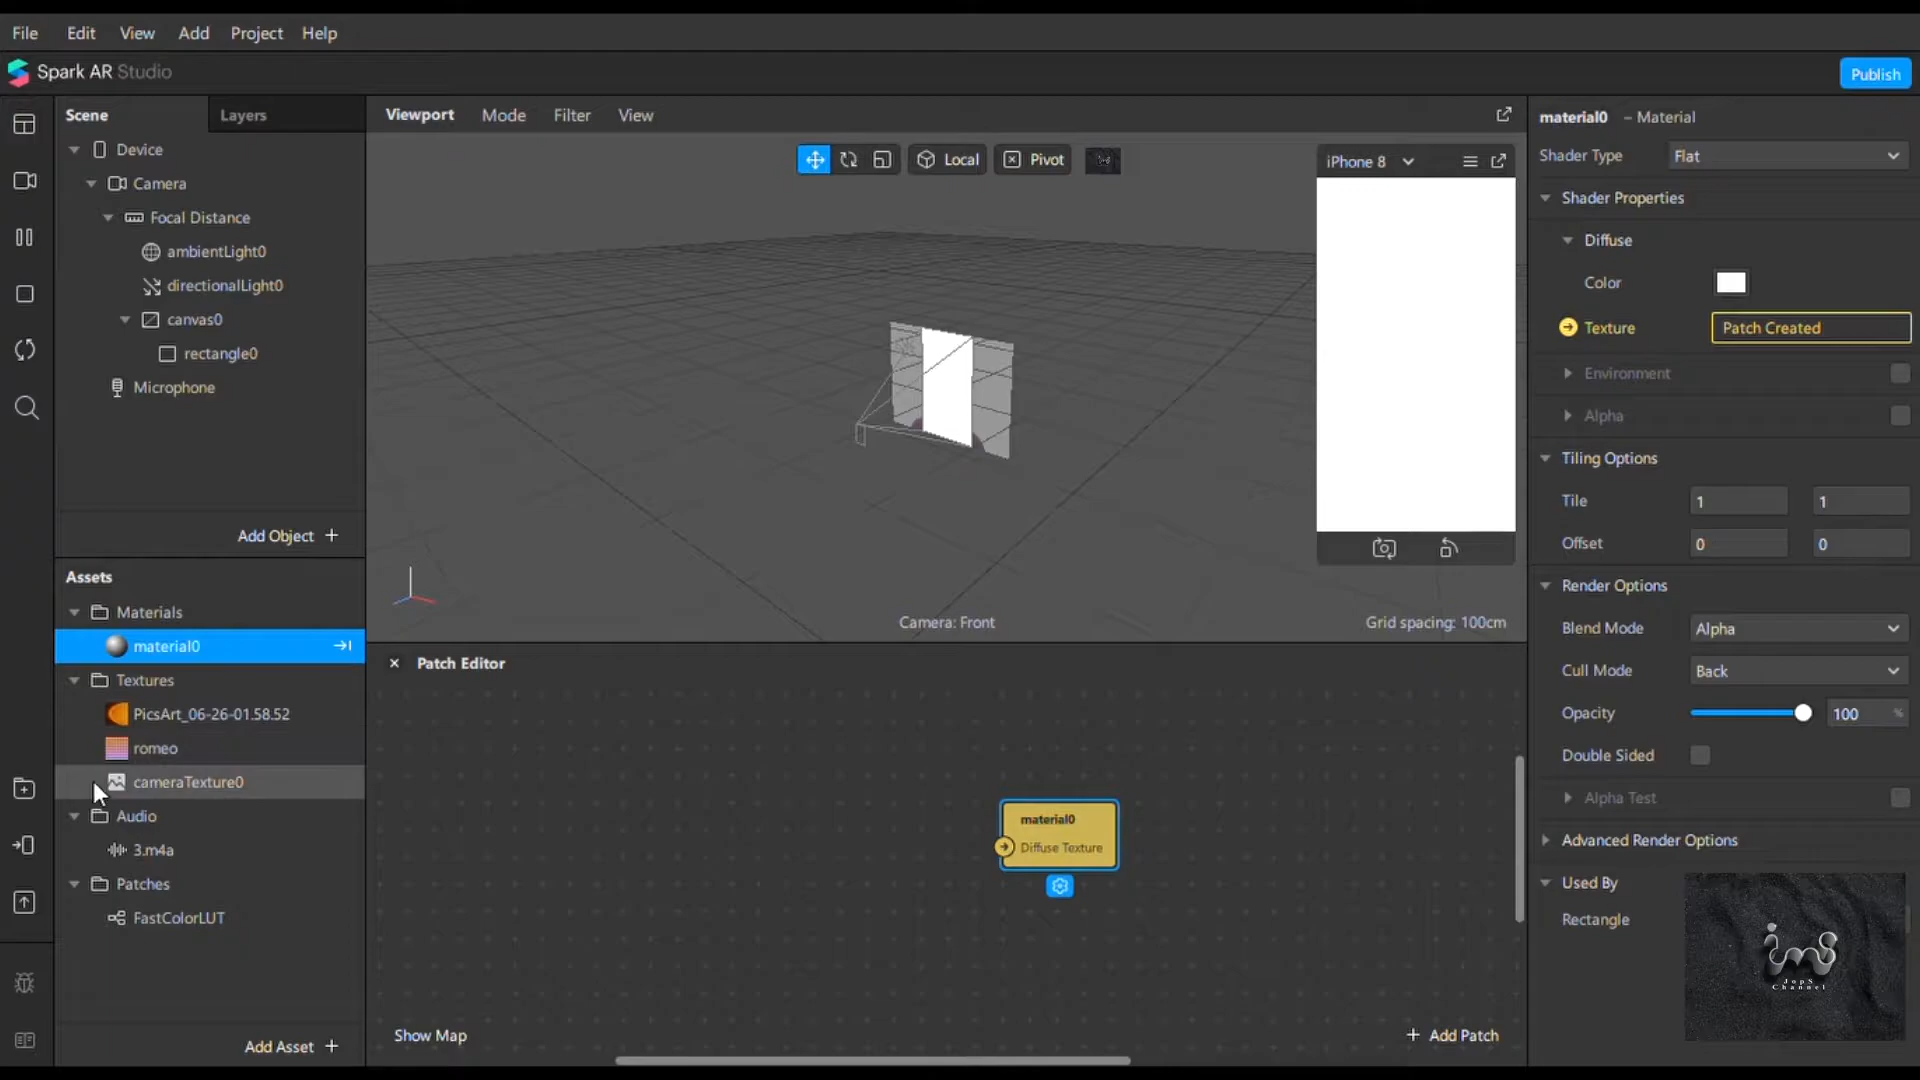 File Edit View Add Project Help
Spark AR Studio
Publish
Scene Layers
Device
Camera
Focal Distance
ambientLight0
directionalLight0
canvas0
rectangle0
Microphone
Add Object +
Assets
Materials
material0
Textures
PicsArt_06-26-01.58.52
romeo
cameraTexture0
Audio
3.m4a
Patches
FastColorLUT
Add Asset +
Viewport Mode Filter View
Local Pivot
iPhone 8
Camera: Front
Grid spacing: 100cm
Patch Editor
material0
Diffuse Texture
Show Map
+ Add Patch
material0 – Material
Shader Type Flat
Shader Properties
Diffuse
Color
Texture Patch Created
Environment
Alpha
Tiling Options
Tile 1 1
Offset 0 0
Render Options
Blend Mode Alpha
Cull Mode Back
Opacity 100 %
Double Sided
Alpha Test
Advanced Render Options
Used By
Rectangle
JopS
Channel